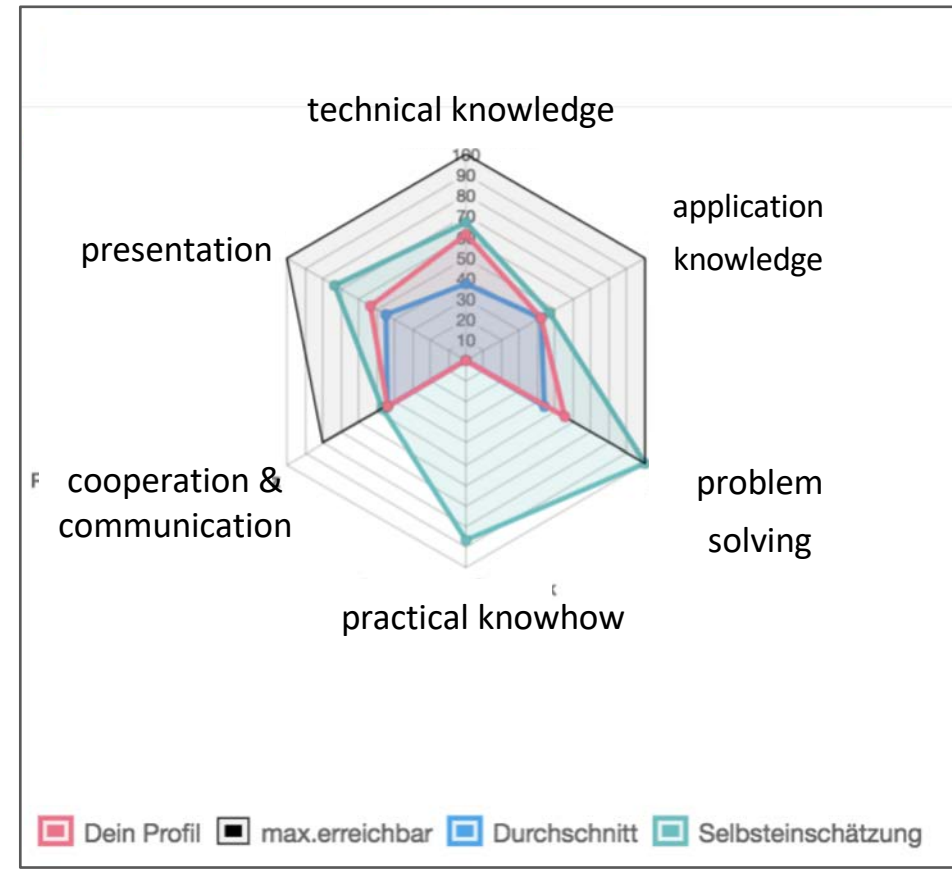 technical knowledge
100
90
80
70
60
50
40
30
20
10
application
knowledge
presentation
cooperation &
communication
problem
solving
practical knowhow
Dein Profil
max.erreichbar
Durchschnitt
Selbsteinschätzung